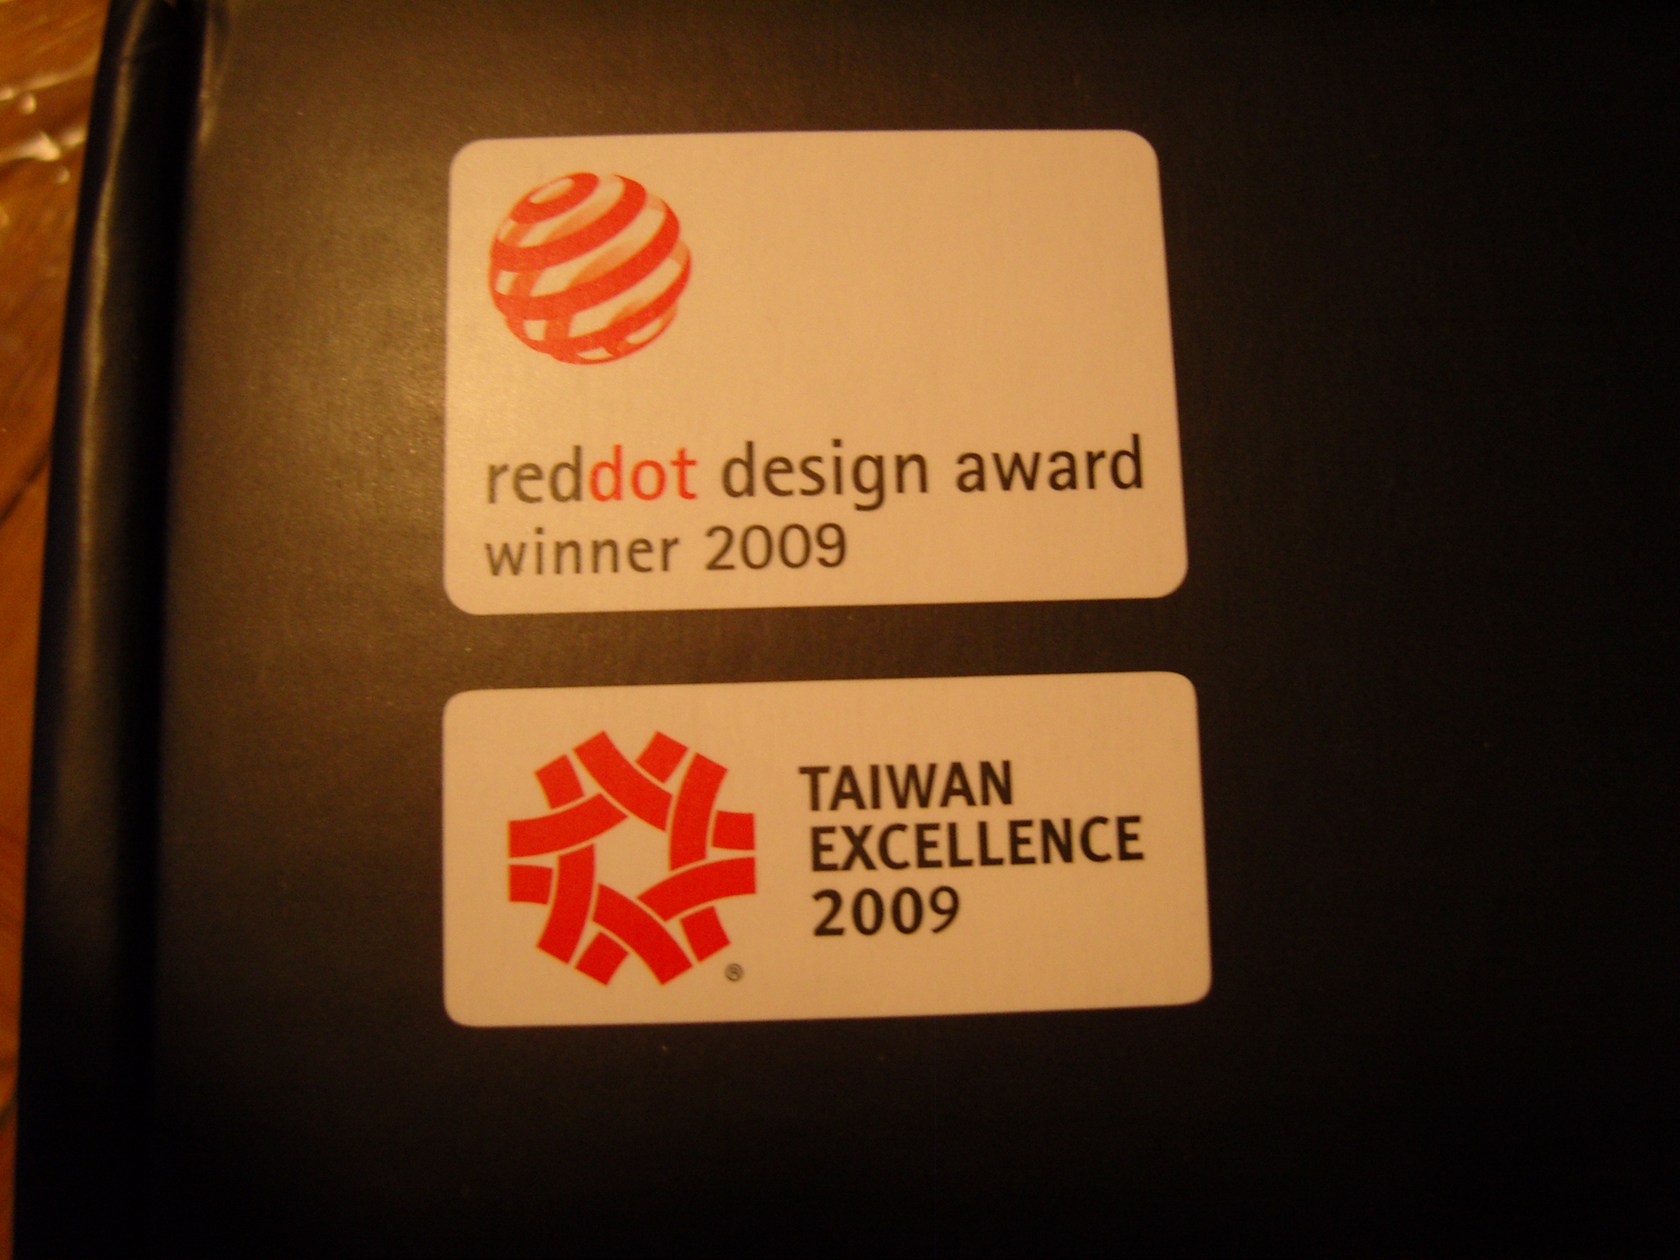 reddot design award
winner 2009
TAIWAN
EXCELLENCE
2009
®